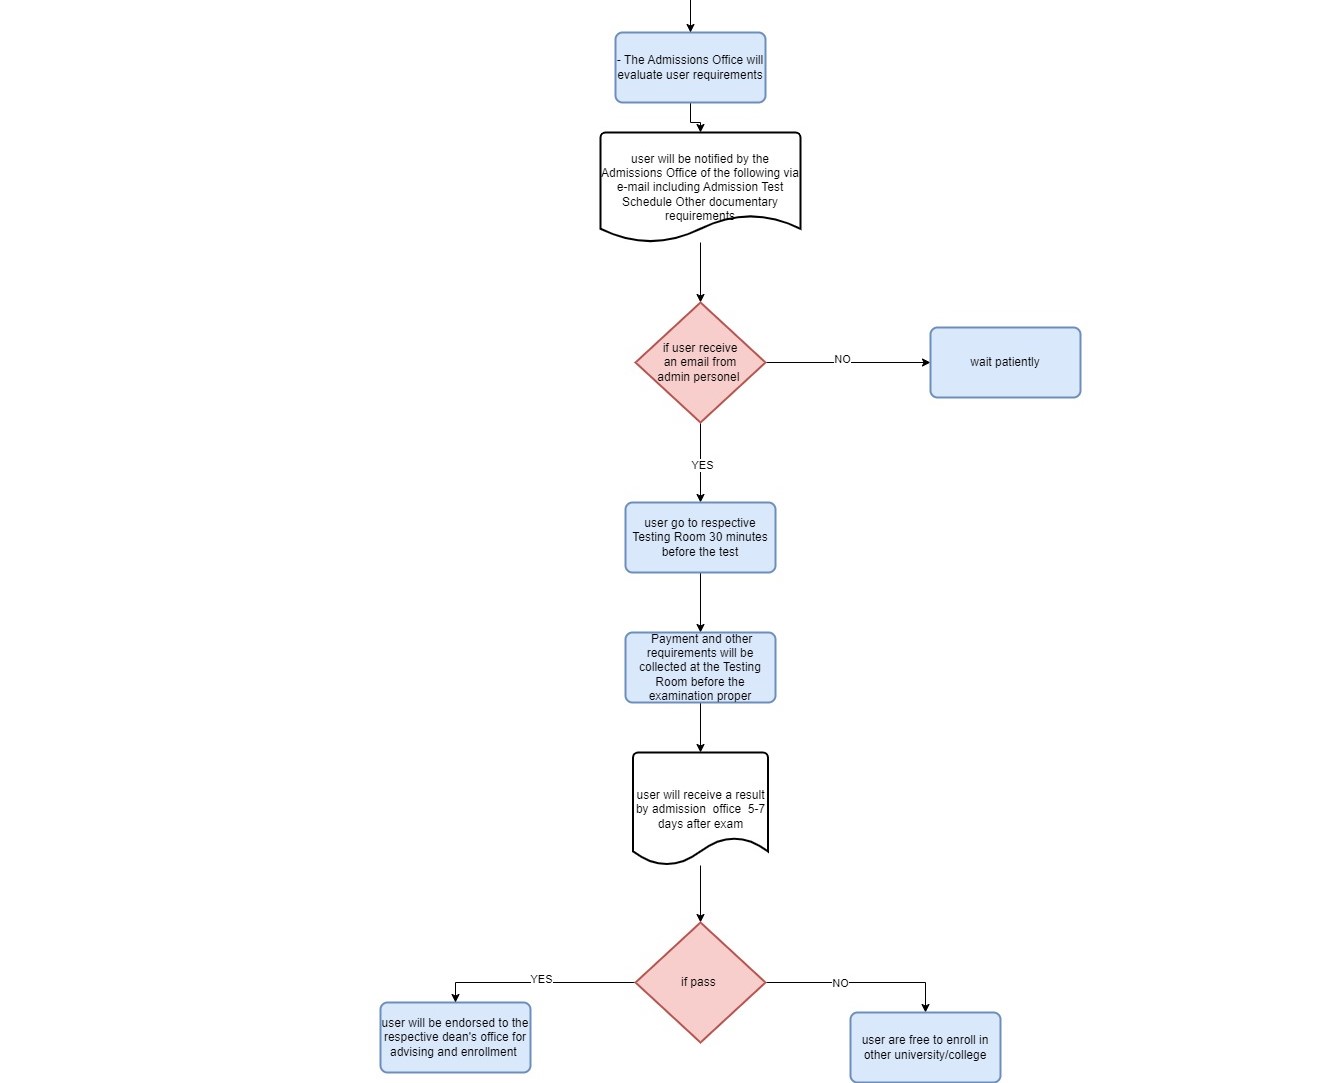 - The Admissions Office will
evaluate user requirements
user will be notified by the
Admissions Office of the following via
e-mail including Admission Test
Schedule Other documentary
requirements
if user receive
an email from
admin personel
NO
wait patiently
YES
user go to respective
Testing Room 30 minutes
before the test
Payment and other
requirements will be
collected at the Testing
Room before the
examination proper
user will receive a result
by admission  office  5-7
days after exam
if pass
YES
NO
user will be endorsed to the
respective dean's office for
advising and enrollment
user are free to enroll in
other university/college